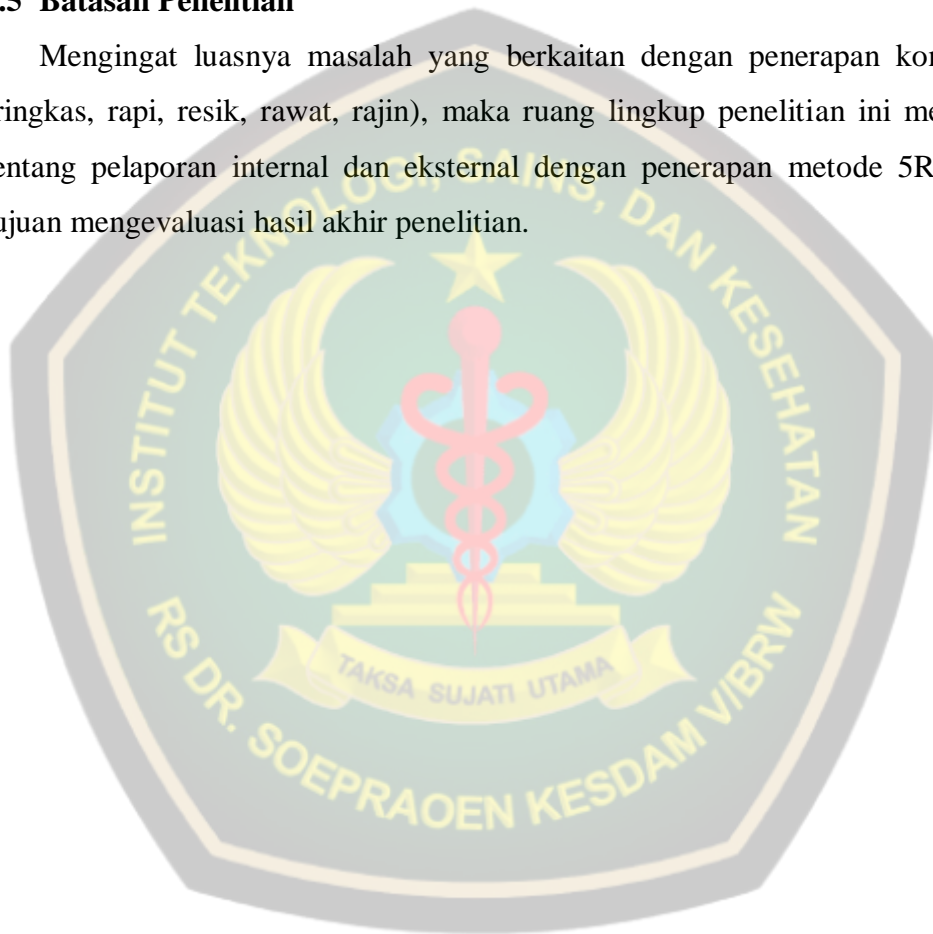 .5 Batasan Penelitian
Mengingat luasnya masalah yang berkaitan dengan penerapan kon
ringkas, rapi, resik, rawat, rajin), maka ruang lingkup penelitian ini me
entang pelaporan internal dan eksternal dengan penerapan metode 5R
ujuan mengevaluasi hasil akhir penelitian.
INSTITUT TEKNOLOGI, SAINS, DAN KESEHATAN
TAKSA SUJATI UTAMA
RS DR. SOEPRAOEN KESDAM V/BRW